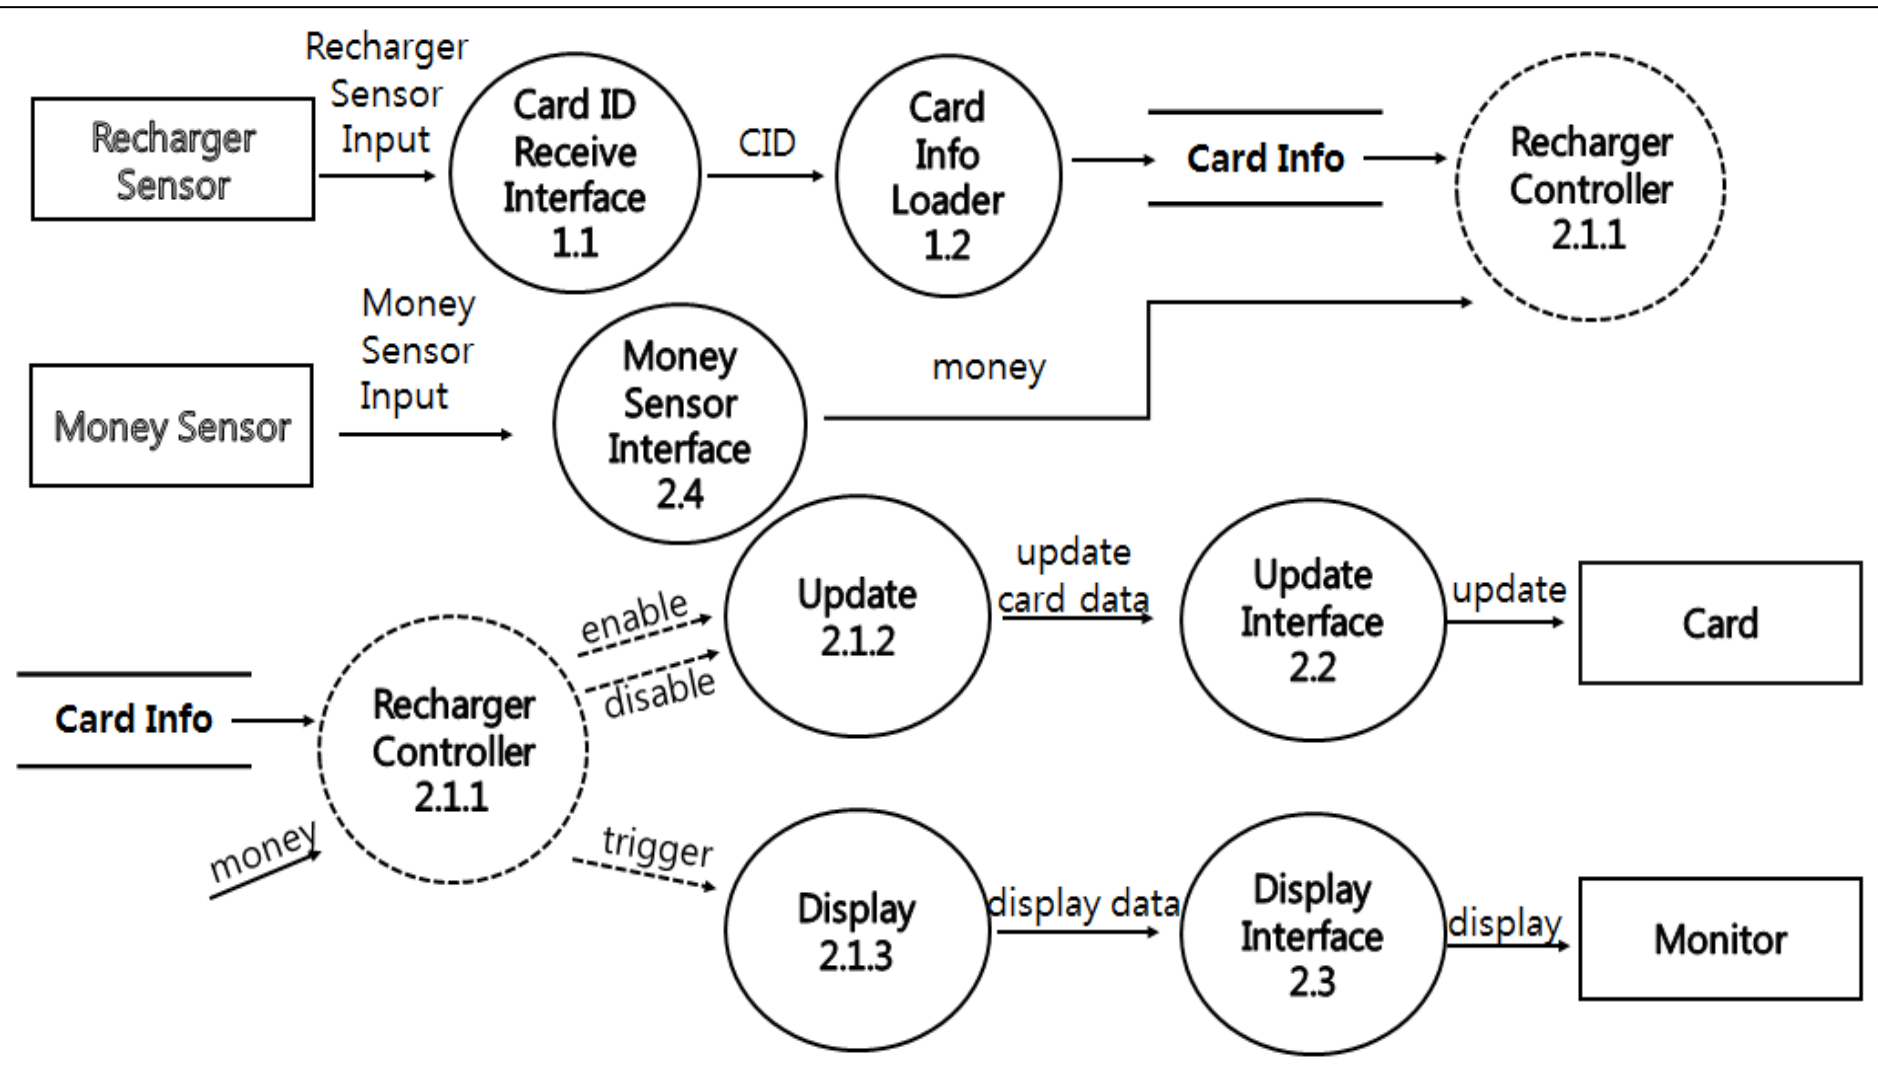 Recharger
Sensor
Recharger
Sensor
Input
Card ID
Receive
Interface
1.1
CID
Card
Info
Loader
1.2
Card Info
Recharger
Controller
2.1.1
Money Sensor
Money
Sensor
Input
Money
Sensor
Interface
2.4
money
Card Info
money
Recharger
Controller
2.1.1
enable
disable
Update
2.1.2
update
card data
Update
Interface
2.2
update
Card
trigger
Display
2.1.3
display data
Display
Interface
2.3
display
Monitor